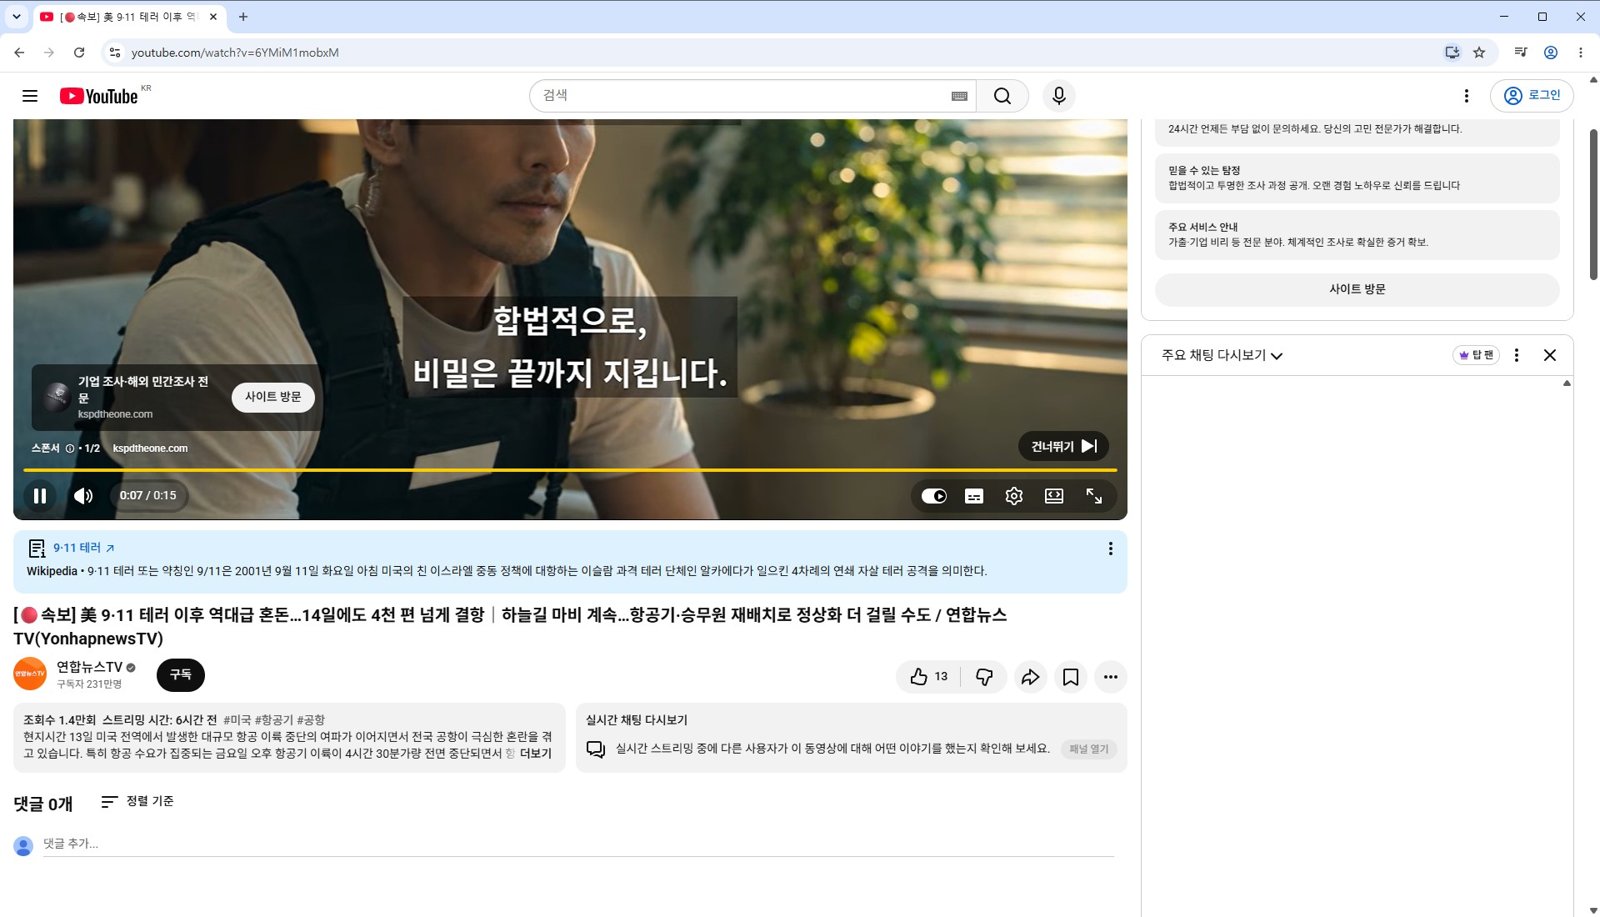 [🔴속보] 美 9·11 테러 이후 역
youtube.com/watch?v=6YMiM1mobxM
YouTube KR
검색
로그인
24시간 언제든 부담 없이 문의하세요. 당신의 고민 전문가가 해결합니다.
믿을 수 있는 탐정
합법적이고 투명한 조사 과정 공개. 오랜 경험 노하우로 신뢰를 드립니다
주요 서비스 안내
가출·기업 비리 등 전문 분야. 체계적인 조사로 확실한 증거 확보.
사이트 방문
합법적으로,
비밀은 끝까지 지킵니다.
기업 조사·해외 민간조사 전
문
kspdtheone.com
사이트 방문
스폰서 • 1/2 kspdtheone.com
건너뛰기
0:07 / 0:15
주요 채팅 다시보기
탑 팬
9·11 테러
Wikipedia • 9·11 테러 또는 약칭인 9/11은 2001년 9월 11일 화요일 아침 미국의 친 이스라엘 중동 정책에 대항하는 이슬람 과격 테러 단체인 알카에다가 일으킨 4차례의 연쇄 자살 테러 공격을 의미한다.
[🔴속보] 美 9·11 테러 이후 역대급 혼돈…14일에도 4천 편 넘게 결항｜하늘길 마비 계속…항공기·승무원 재배치로 정상화 더 걸릴 수도 / 연합뉴스
TV(YonhapnewsTV)
연합뉴스TV
연합뉴스TV
구독자 231만명
구독
13
조회수 1.4만회 스트리밍 시간: 6시간 전 #미국 #항공기 #공항
현지시간 13일 미국 전역에서 발생한 대규모 항공 이륙 중단의 여파가 이어지면서 전국 공항이 극심한 혼란을 겪
고 있습니다. 특히 항공 수요가 집중되는 금요일 오후 항공기 이륙이 4시간 30분가량 전면 중단되면서 항 더보기
실시간 채팅 다시보기
실시간 스트리밍 중에 다른 사용자가 이 동영상에 대해 어떤 이야기를 했는지 확인해 보세요.
패널 열기
댓글 0개
정렬 기준
댓글 추가...